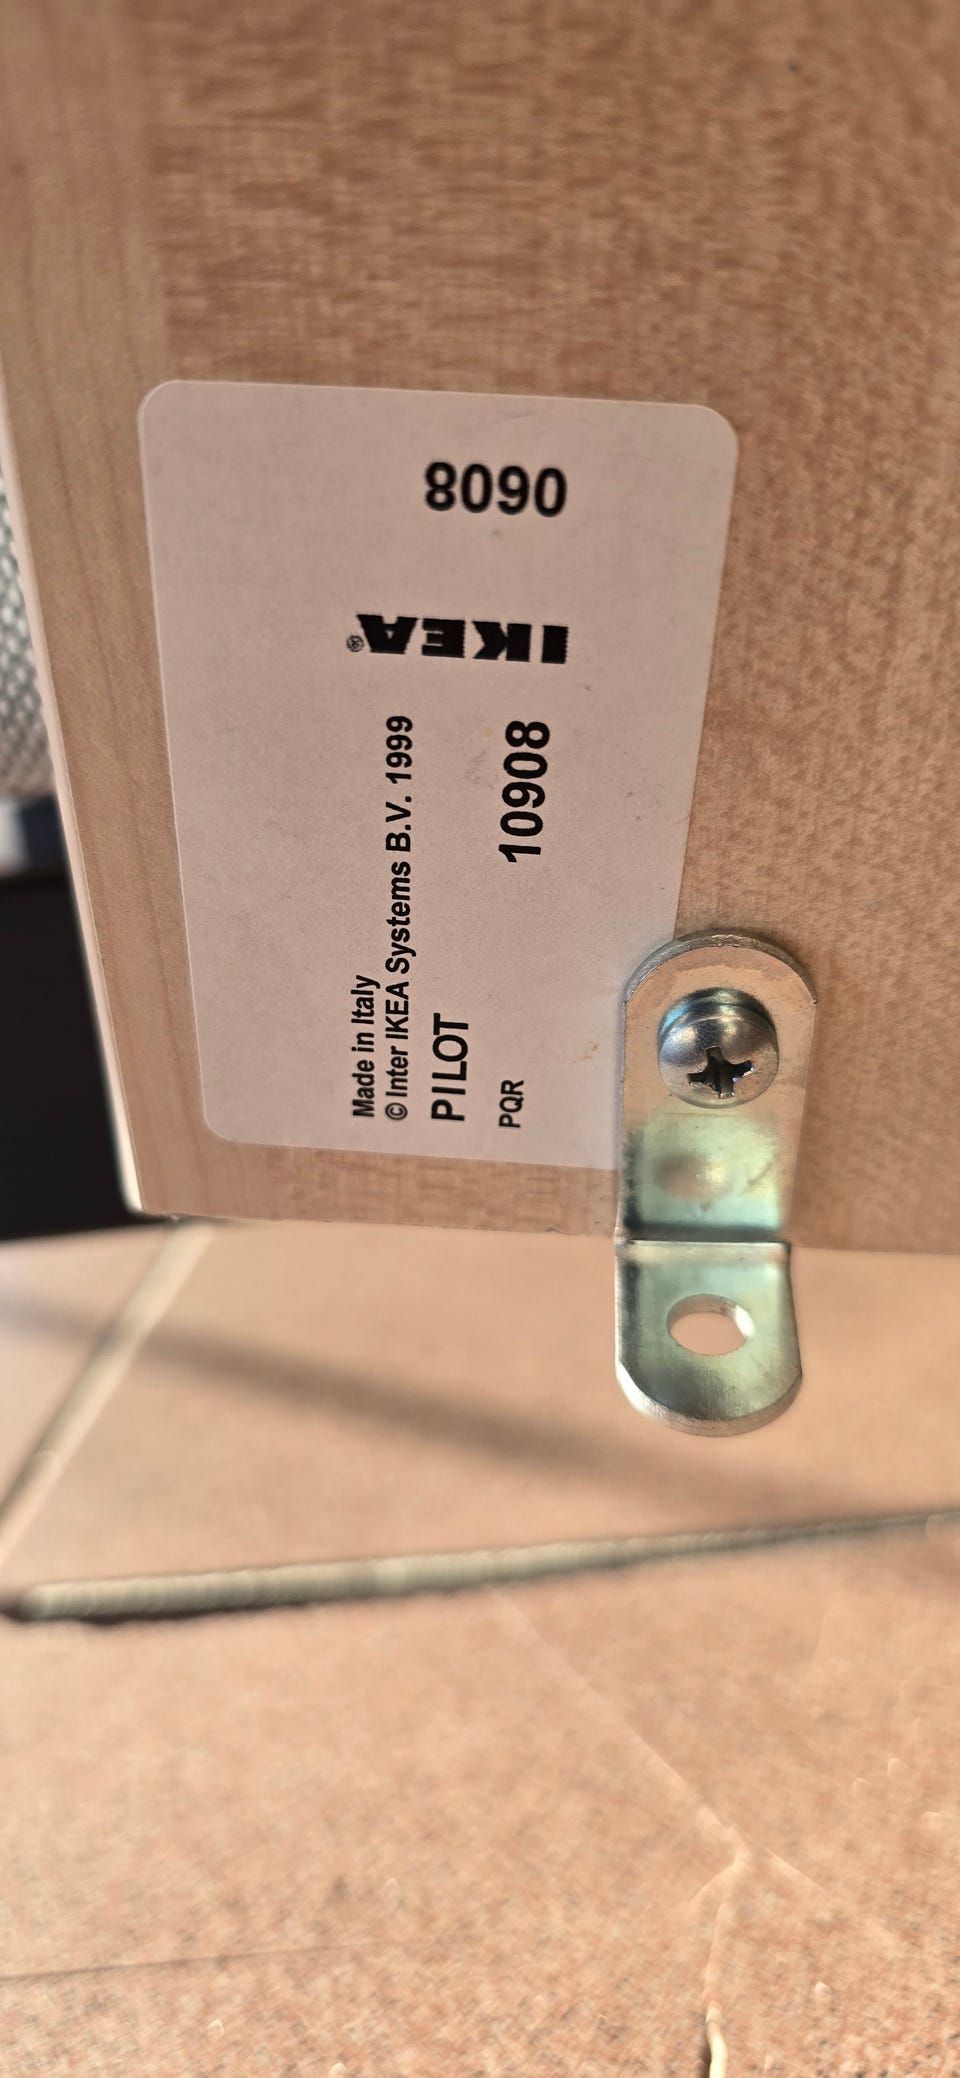 Made in Italy
© Inter IKEA Systems B.V. 1999
PILOT
PQR
10908
IKEA®
0608